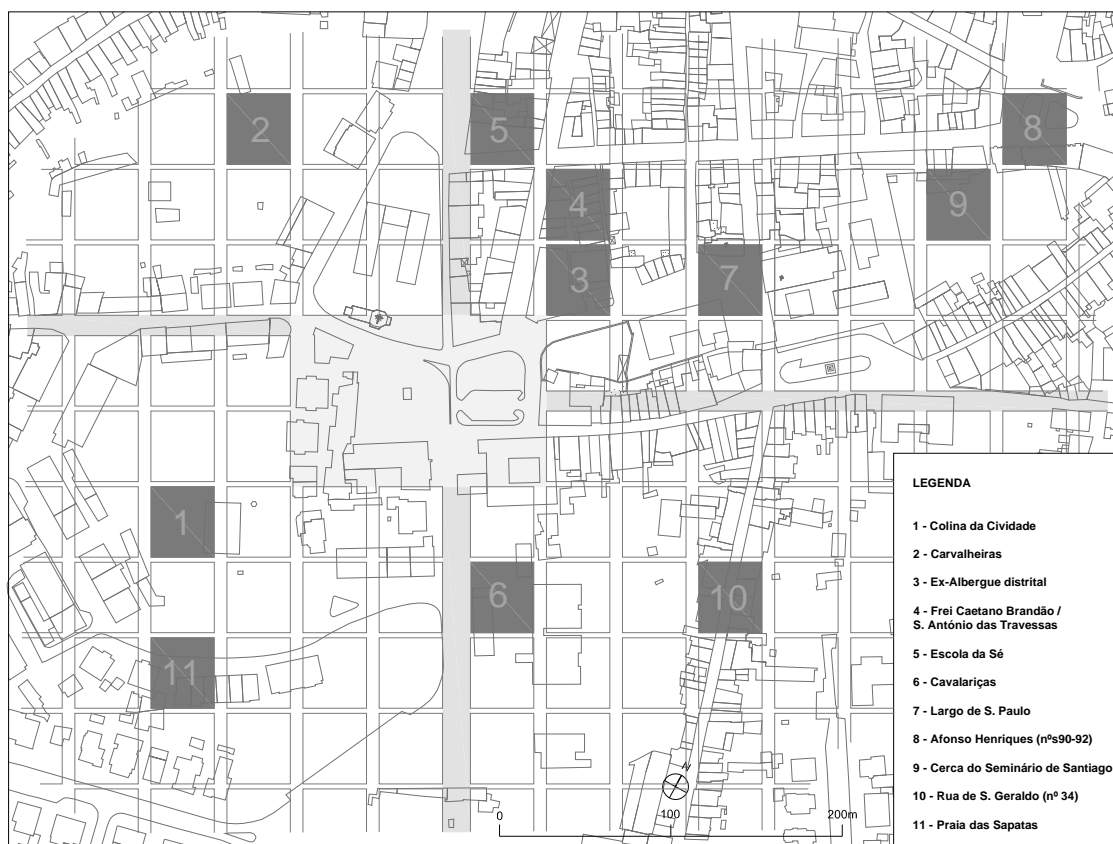 2
5
8
4
9
3
7
1
6
10
11
N
0
100
200m
LEGENDA
1 - Colina da Cividade
2 - Carvalheiras
3 - Ex-Albergue distrital
4 - Frei Caetano Brandão /
S. António das Travessas
5 - Escola da Sé
6 - Cavalariças
7 - Largo de S. Paulo
8 - Afonso Henriques (nºs90-92)
9 - Cerca do Seminário de Santiago
10 - Rua de S. Geraldo (nº 34)
11 - Praia das Sapatas